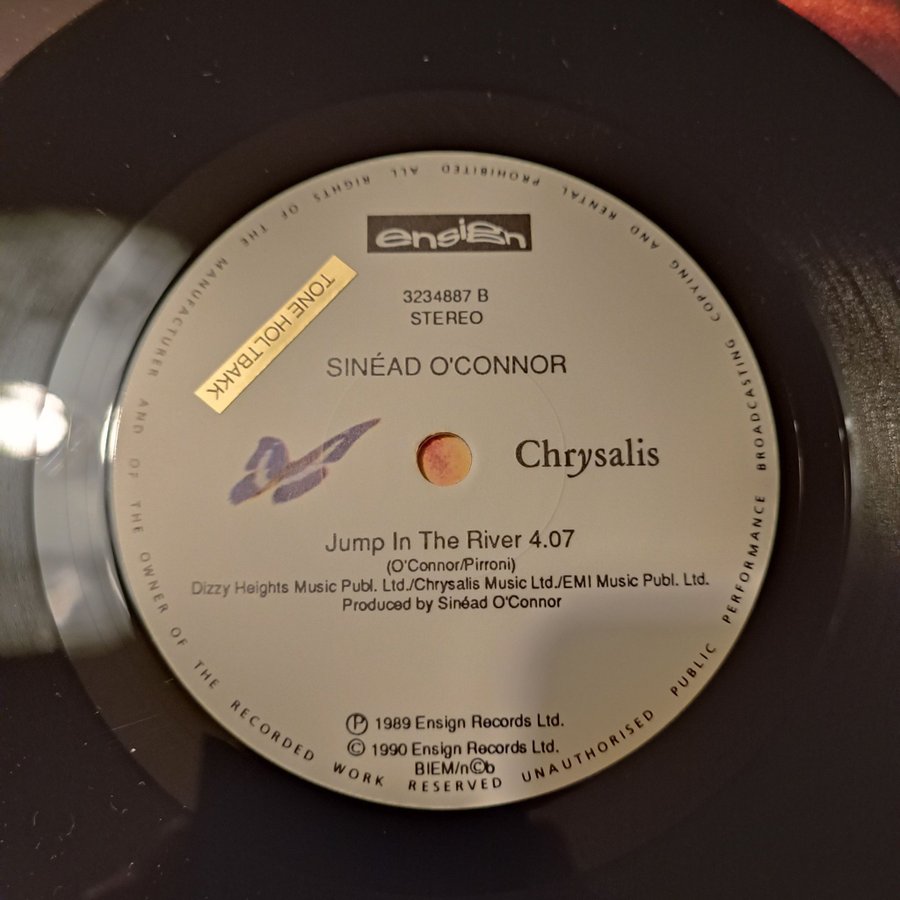 ensign
3234887 B
STEREO
TONE HOLTBAKK
SINÉAD O'CONNOR
Chrysalis
Jump In The River 4.07
(O'Connor/Pirroni)
Dizzy Heights Music Publ. Ltd./Chrysalis Music Ltd./EMI Music Publ. Ltd.
Produced by Sinéad O'Connor
Ⓟ 1989 Ensign Records Ltd.
© 1990 Ensign Records Ltd.
BIEM/n©b
ALL RIGHTS OF THE MANUFACTURER AND OF THE OWNER OF THE RECORDED WORK RESERVED UNAUTHORISED PUBLIC PERFORMANCE BROADCASTING COPYING AND RENTAL PROHIBITED